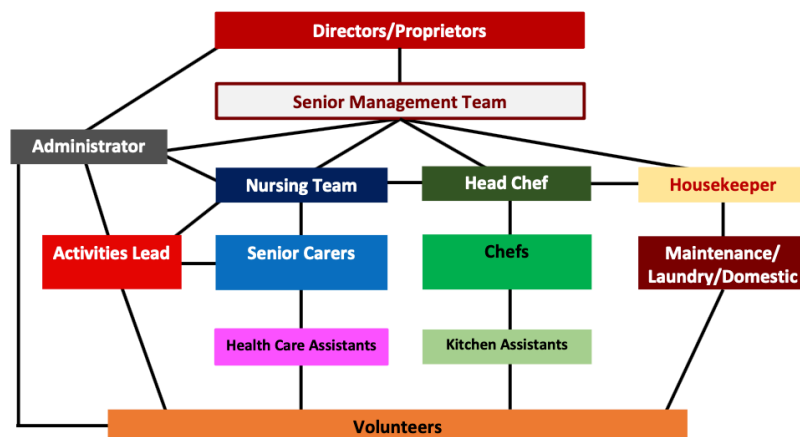 Directors/Proprietors
Senior Management Team
Administrator
Nursing Team
Head Chef
Housekeeper
Activities Lead
Senior Carers
Chefs
Maintenance/
Laundry/Domestic
Health Care Assistants
Kitchen Assistants
Volunteers